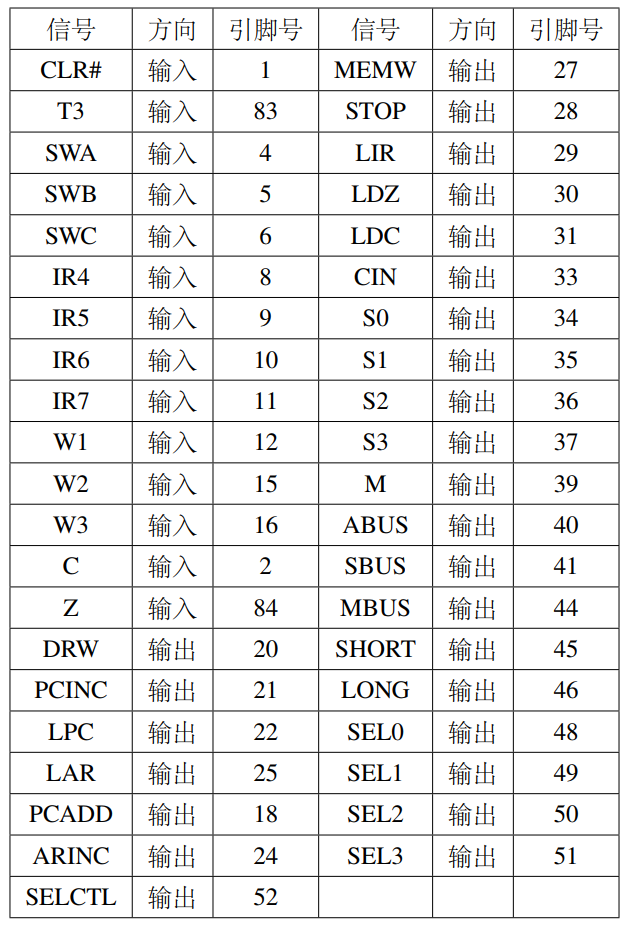 信号 方向 引脚号 信号 方向 引脚号
CLR# 输入 1 MEMW 输出 27
T3 输入 83 STOP 输出 28
SWA 输入 4 LIR 输出 29
SWB 输入 5 LDZ 输出 30
SWC 输入 6 LDC 输出 31
IR4 输入 8 CIN 输出 33
IR5 输入 9 S0 输出 34
IR6 输入 10 S1 输出 35
IR7 输入 11 S2 输出 36
W1 输入 12 S3 输出 37
W2 输入 15 M 输出 39
W3 输入 16 ABUS 输出 40
C 输入 2 SBUS 输出 41
Z 输入 84 MBUS 输出 44
DRW 输出 20 SHORT 输出 45
PCINC 输出 21 LONG 输出 46
LPC 输出 22 SEL0 输出 48
LAR 输出 25 SEL1 输出 49
PCADD 输出 18 SEL2 输出 50
ARINC 输出 24 SEL3 输出 51
SELCTL 输出 52